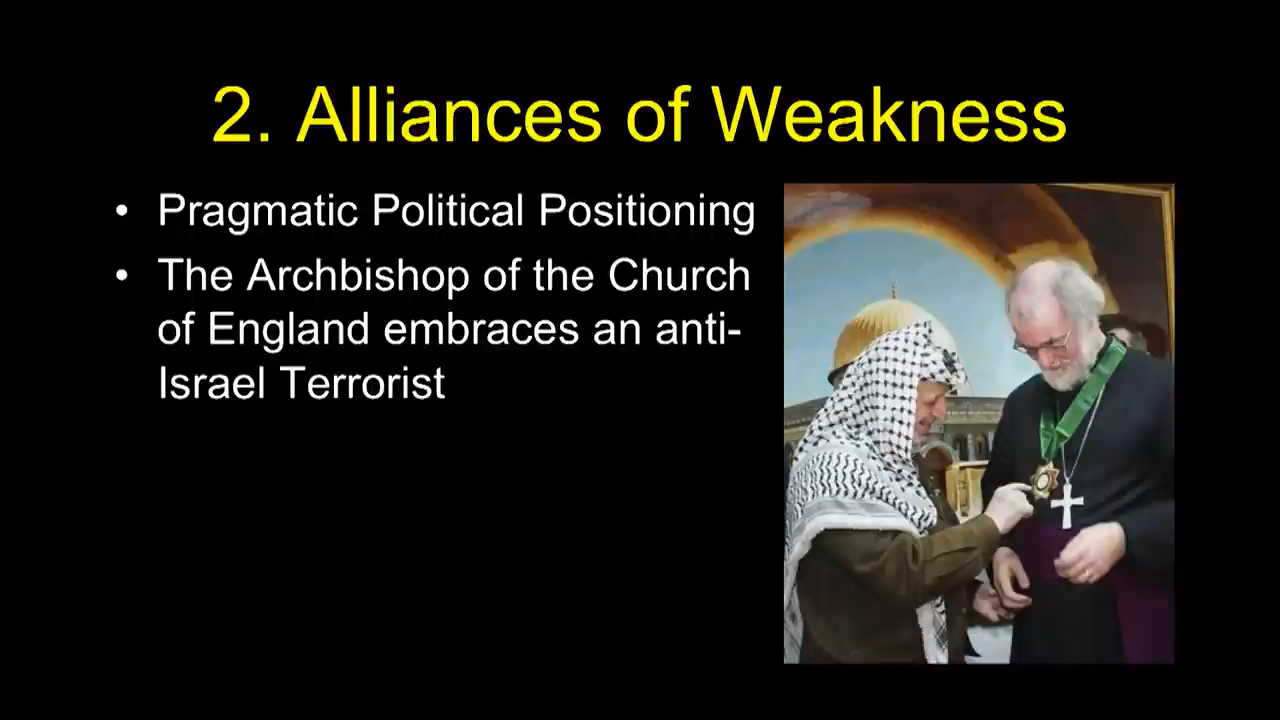 2. Alliances of Weakness
• Pragmatic Political Positioning
• The Archbishop of the Church
of England embraces an anti-
Israel Terrorist